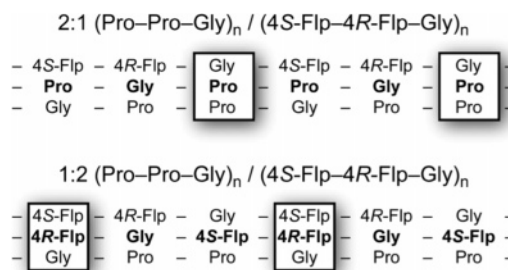 2:1 (Pro–Pro–Gly)n / (4S-Flp–4R-Flp–Gly)n
– 4S-Flp – 4R-Flp – Gly – 4S-Flp – 4R-Flp – Gly –
– Pro – Gly – Pro – Pro – Gly – Pro –
– Gly – Pro – Pro – Gly – Pro – Pro –
1:2 (Pro–Pro–Gly)n / (4S-Flp–4R-Flp–Gly)n
– 4S-Flp – 4R-Flp – Gly – 4S-Flp – 4R-Flp – Gly –
– 4R-Flp – Gly – 4S-Flp – 4R-Flp – Gly – 4S-Flp –
– Gly – Pro – Pro – Gly – Pro – Pro –